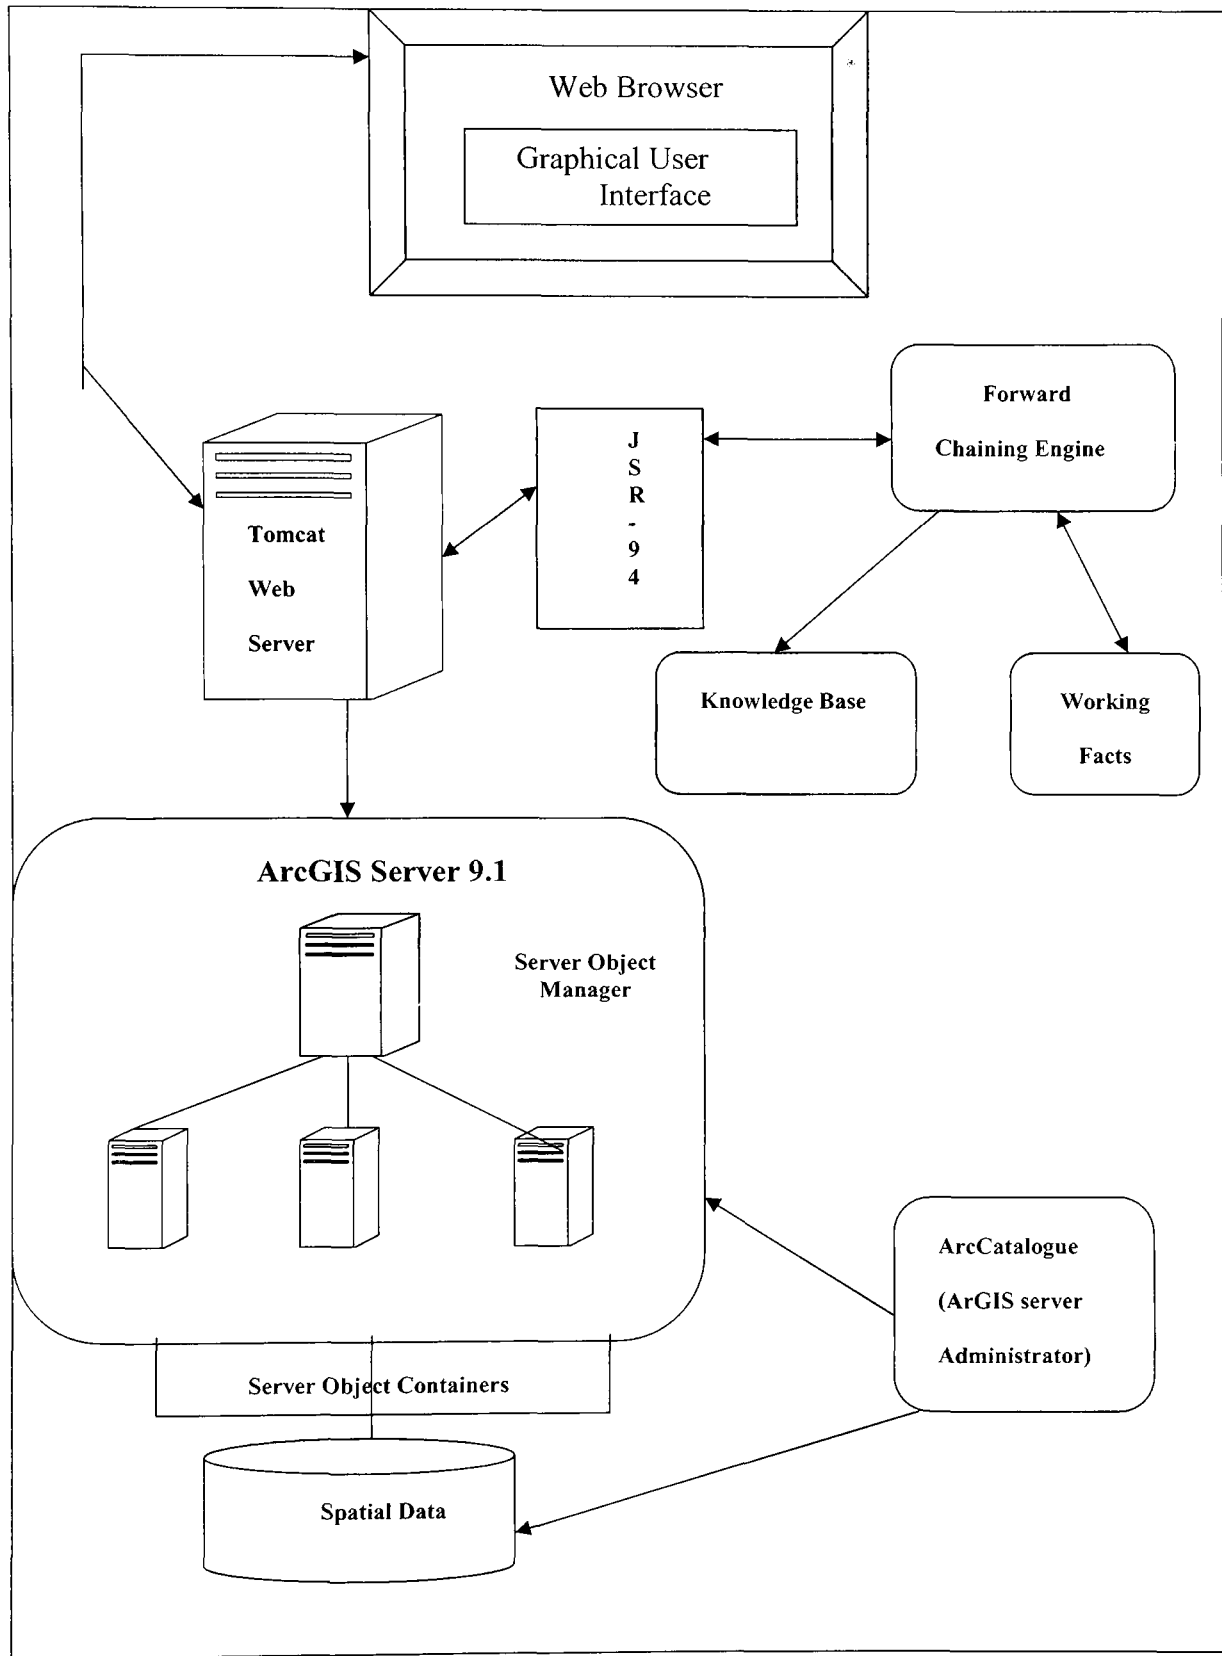 Web Browser
Graphical User
Interface
Forward
Chaining Engine
J
S
R
-
9
4
Tomcat
Web
Server
Knowledge Base
Working
Facts
ArcGIS Server 9.1
Server Object
Manager
ArcCatalogue
(ArGIS server
Administrator)
Server Object Containers
Spatial Data